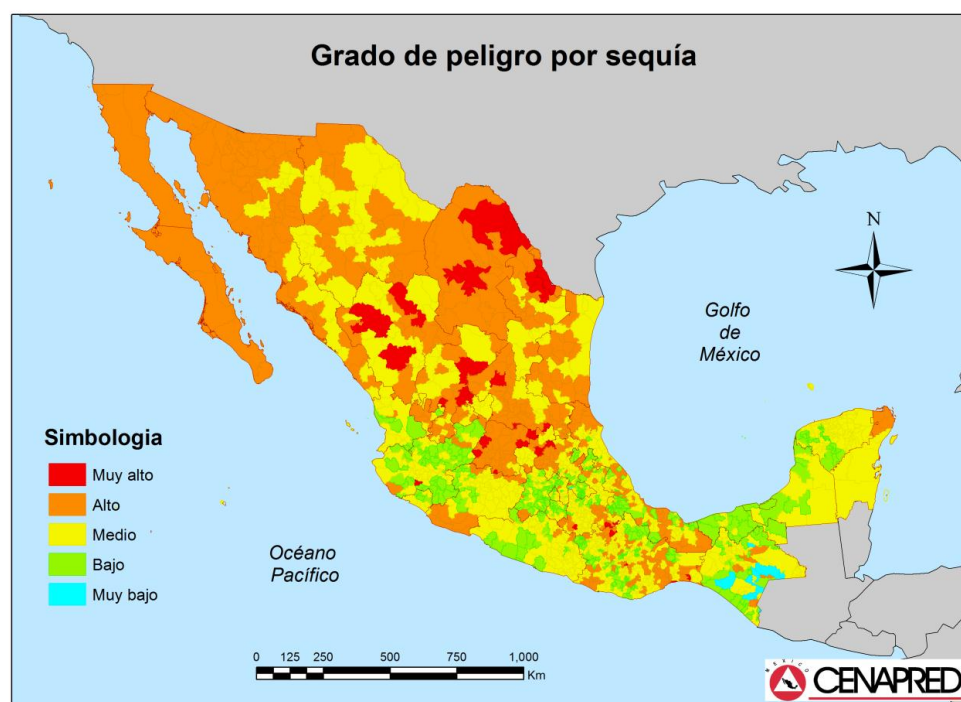 Grado de peligro por sequía
N
Golfo
de
México
Simbologia
Muy alto
Alto
Medio
Bajo
Muy bajo
Océano
Pacífico
0 125 250 500 750 1,000
Km
MÉXICO
CENAPRED